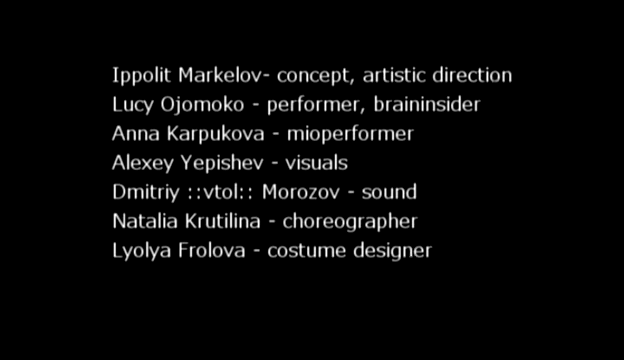 Ippolit Markelov- concept, artistic direction
Lucy Ojomoko - performer, braininsider
Anna Karpukova - mioperformer
Alexey Yepishev - visuals
Dmitriy ::vtol:: Morozov - sound
Natalia Krutilina - choreographer
Lyolya Frolova - costume designer